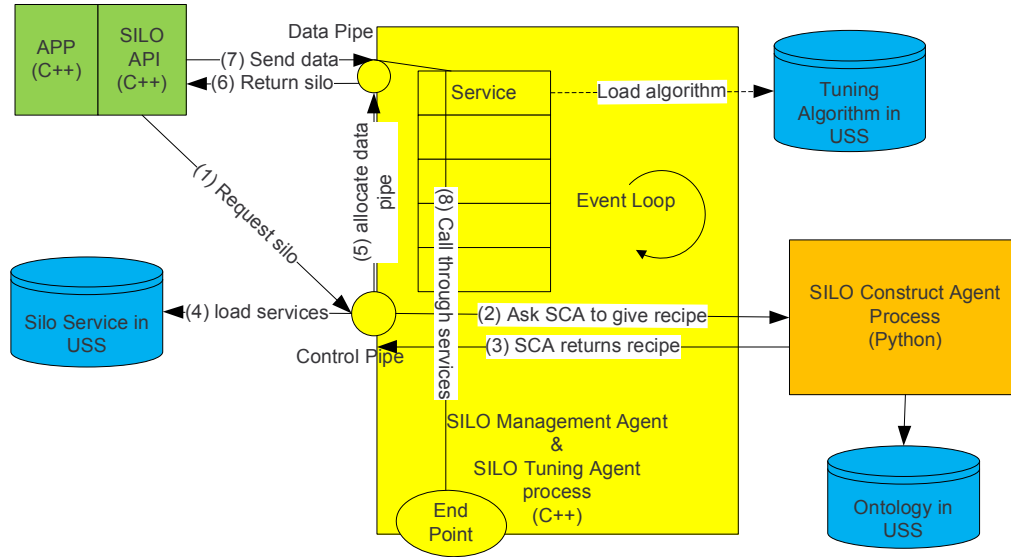 APP
(C++)
SILO
API
(C++)
Data Pipe
(7) Send data
(6) Return silo
Service
Load algorithm
Tuning
Algorithm in
USS
(1) Request silo
(5) allocate data
pipe
(8) Call through services
Event Loop
Silo Service in
USS
(4) load services
(2) Ask SCA to give recipe
(3) SCA returns recipe
Control Pipe
SILO Construct Agent
Process
(Python)
SILO Management Agent
&
SILO Tuning Agent
process
(C++)
End
Point
Ontology in
USS